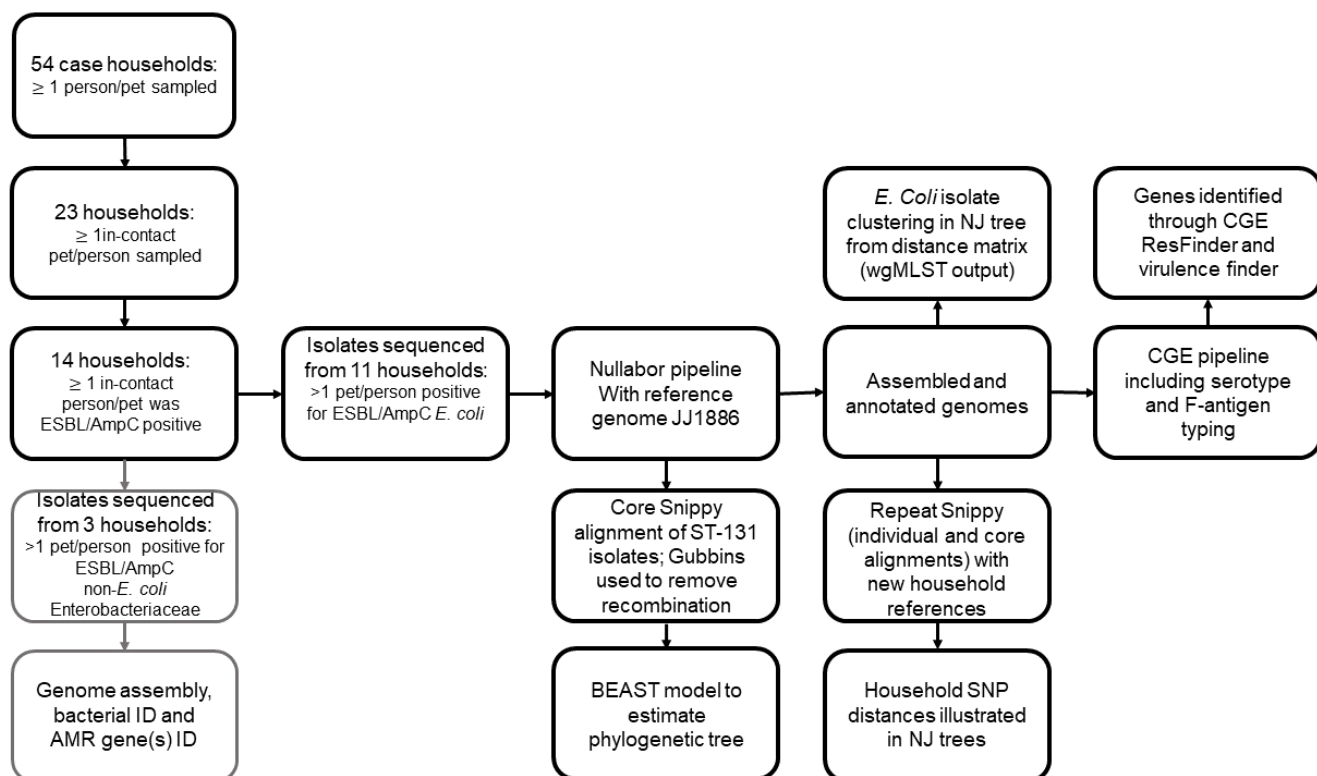 54 case households:
≥ 1 person/pet sampled
23 households:
≥ 1in-contact
pet/person sampled
14 households:
≥ 1 in-contact
person/pet was
ESBL/AmpC positive
Isolates sequenced
from 3 households:
>1 pet/person positive for
ESBL/AmpC
non-E. coli
Enterobacteriaceae
Genome assembly,
bacterial ID and
AMR gene(s) ID
Isolates sequenced
from 11 households:
>1 pet/person positive
for ESBL/AmpC E. coli
Nullabor pipeline
With reference
genome JJ1886
Core Snippy
alignment of ST-131
isolates; Gubbins
used to remove
recombination
BEAST model to
estimate
phylogenetic tree
E. Coli isolate
clustering in NJ tree
from distance matrix
(wgMLST output)
Assembled and
annotated genomes
Repeat Snippy
(individual and core
alignments) with
new household
references
Household SNP
distances illustrated
in NJ trees
Genes identified
through CGE
ResFinder and
virulence finder
CGE pipeline
including serotype
and F-antigen
typing